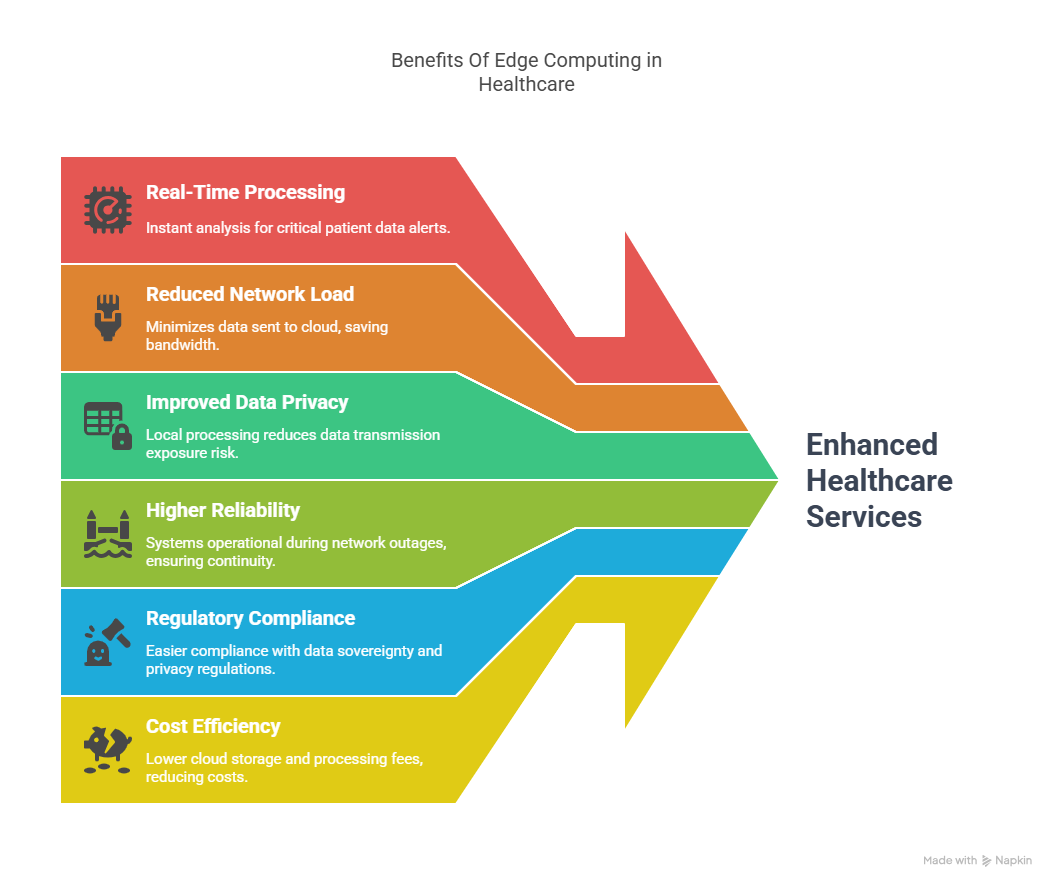 Benefits Of Edge Computing in
Healthcare
Real-Time Processing
Instant analysis for critical patient data alerts.
Reduced Network Load
Minimizes data sent to cloud, saving
bandwidth.
Improved Data Privacy
Local processing reduces data transmission
exposure risk.
Higher Reliability
Systems operational during network outages,
ensuring continuity.
Regulatory Compliance
Easier compliance with data sovereignty and
privacy regulations.
Cost Efficiency
Lower cloud storage and processing fees,
reducing costs.
Enhanced
Healthcare
Services
Made with Napkin